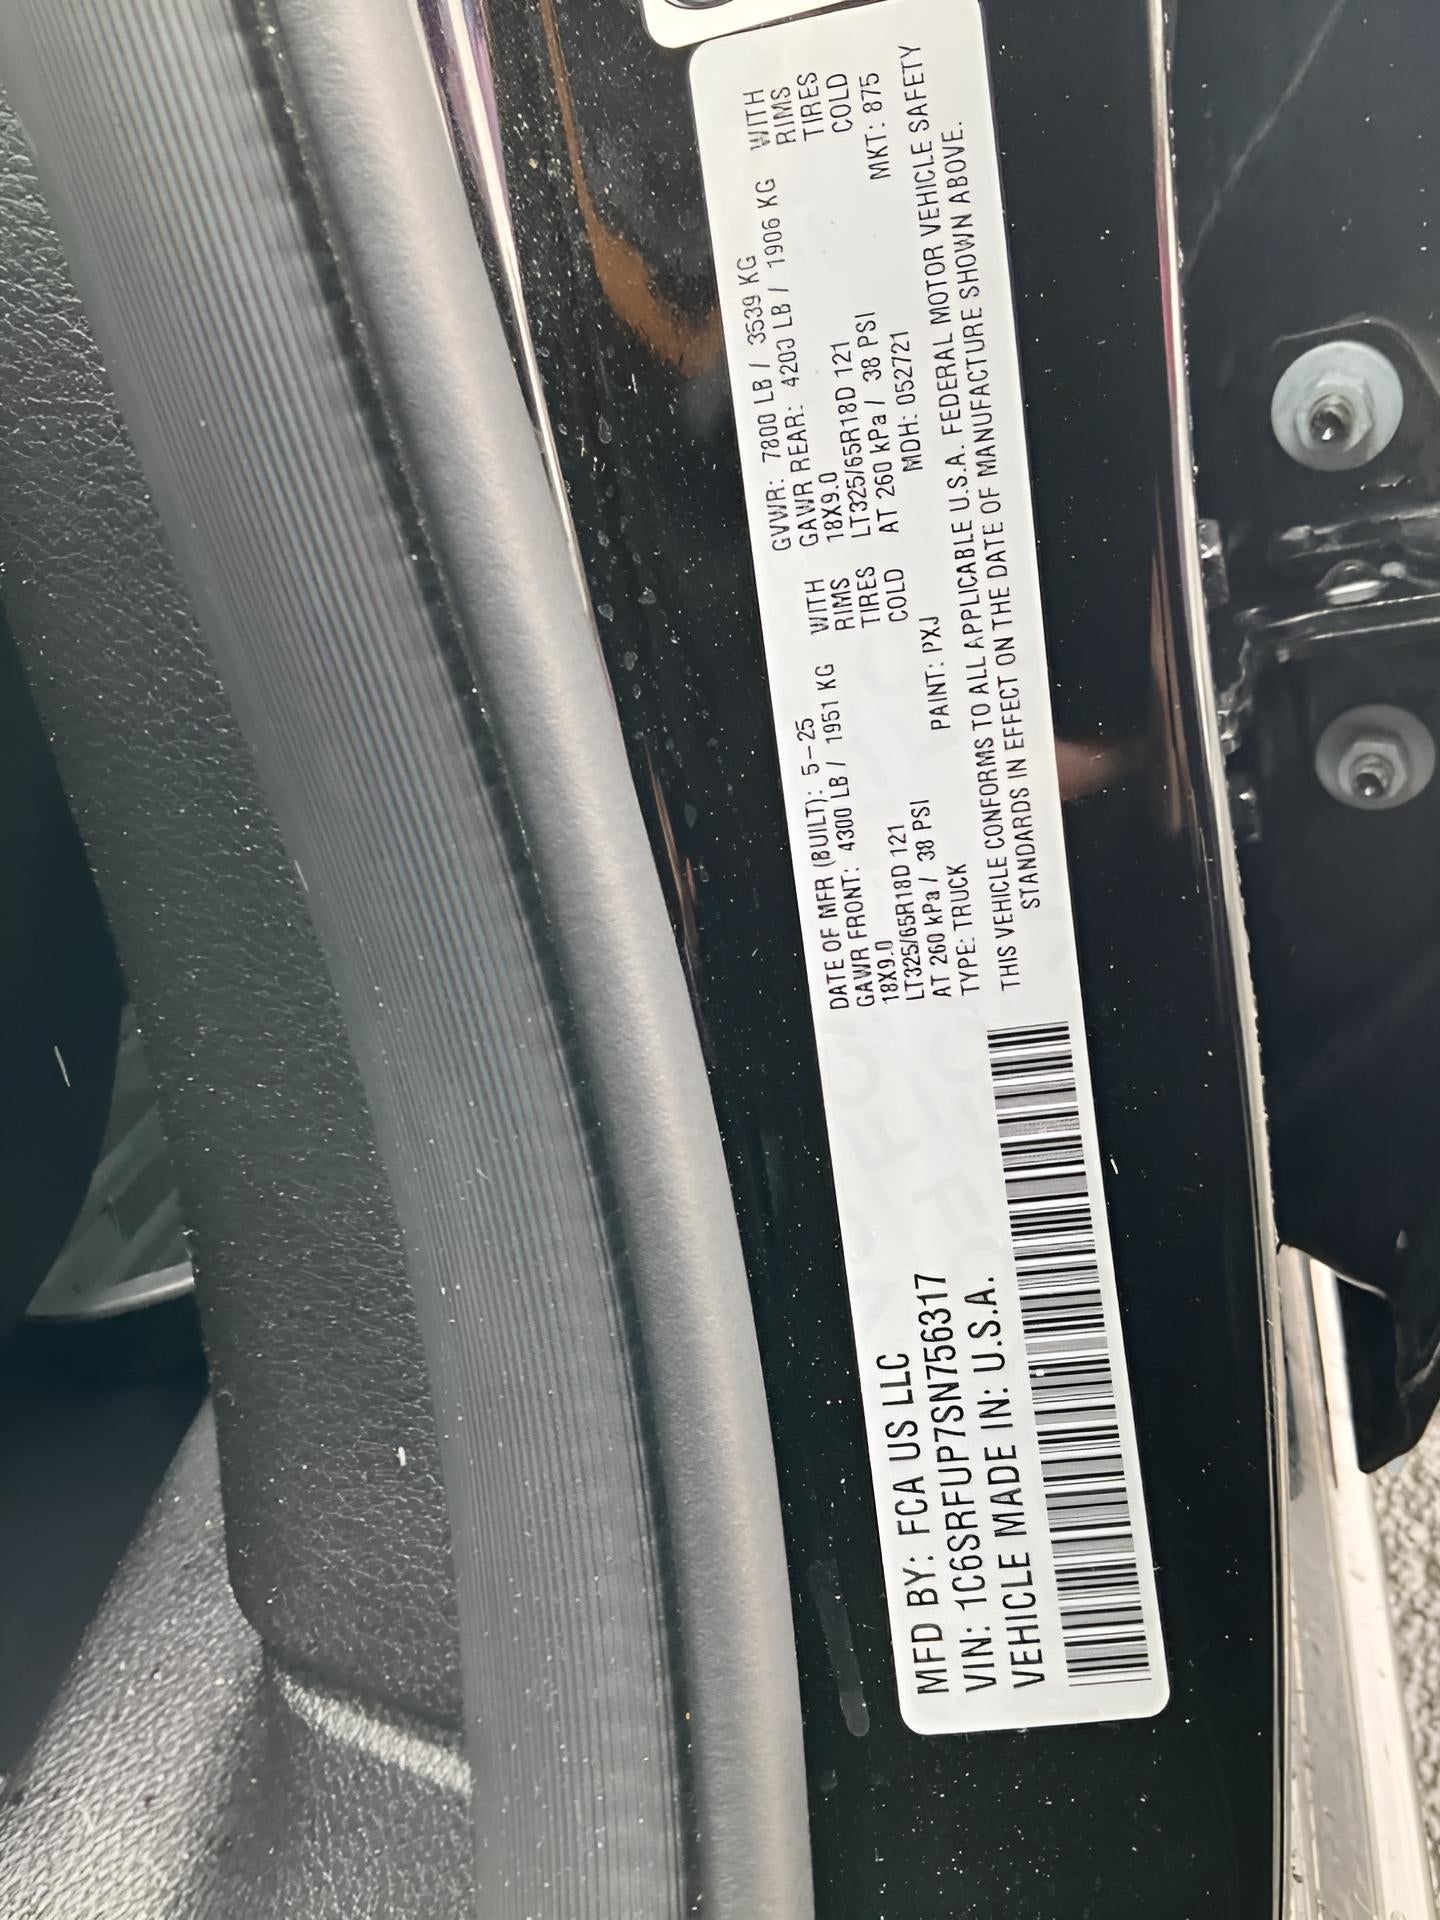 MFD BY: FCA US LLC
VIN: 1C6SRFUP7SN756317
VEHICLE MADE IN: U.S.A.
DATE OF MFR (BUILT): 5-25 GVWR: 7800 LB / 3539 KG
GAWR FRONT: 4300 LB / 1951 KG WITH GAWR REAR: 4200 LB / 1906 KG WITH
18X9.0 RIMS 18X9.0 RIMS
LT325/65R18D 121 TIRES LT325/65R18D 121 TIRES
AT 260 kPa / 38 PSI COLD AT 260 kPa / 38 PSI COLD
TYPE: TRUCK PAINT: PXJ MDH: 052721 MKT: 875
THIS VEHICLE CONFORMS TO ALL APPLICABLE U.S.A. FEDERAL MOTOR VEHICLE SAFETY
STANDARDS IN EFFECT ON THE DATE OF MANUFACTURE SHOWN ABOVE.